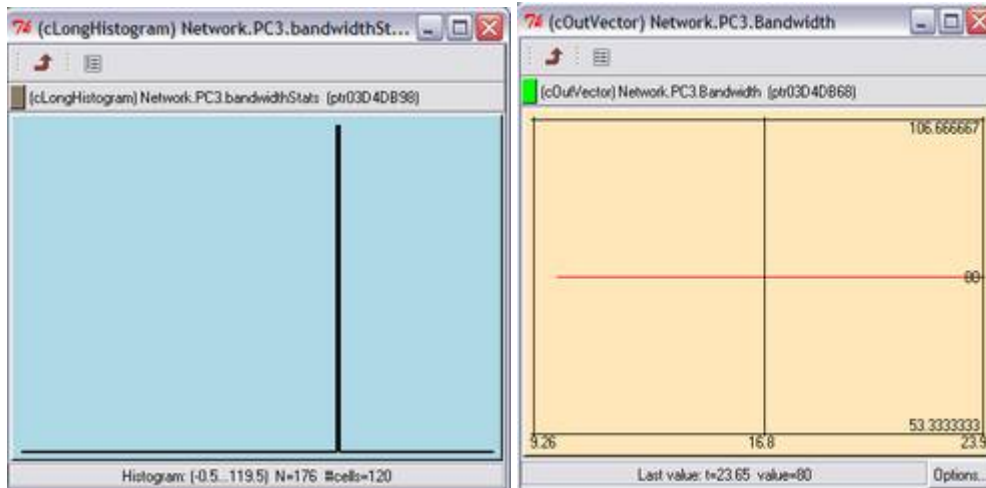 (cLongHistogram) Network.PC3.bandwidthSt...
(cLongHistogram) Network.PC3.bandwidthStats (ptr03D4DB98)
Histogram: (-0.5...119.5) N=176 #cells=120
(cOutVector) Network.PC3.Bandwidth
(cOutVector) Network.PC3.Bandwidth (ptr03D4DB68)
106.666667
80
53.3333333
9.26 16.8 23.9
Last value: t=23.65 value=80 Options...